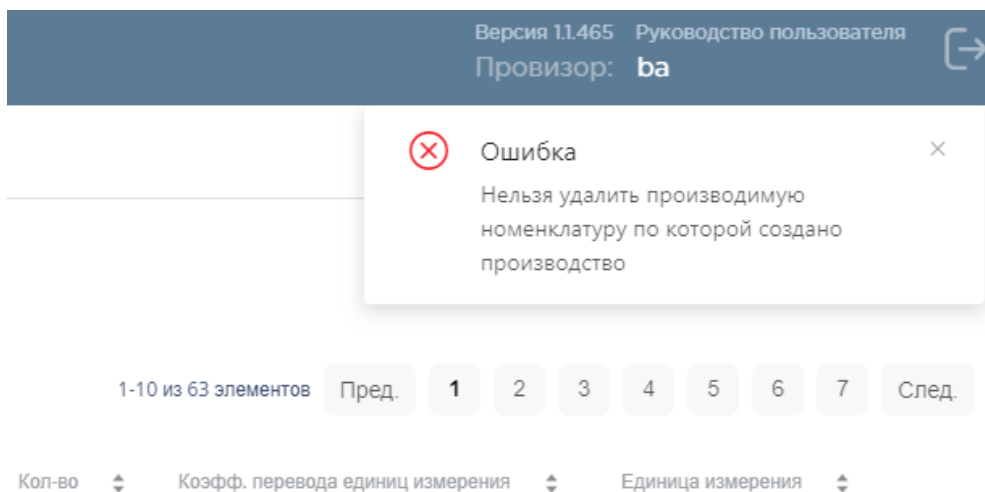 Версия 1.1.465 Руководство пользователя
Провизор: ba
Ошибка
Нельзя удалить производимую
номенклатуру по которой создано
производство
1-10 из 63 элементов Пред. 1 2 3 4 5 6 7 След.
Кол-во Коэфф. перевода единиц измерения Единица измерения